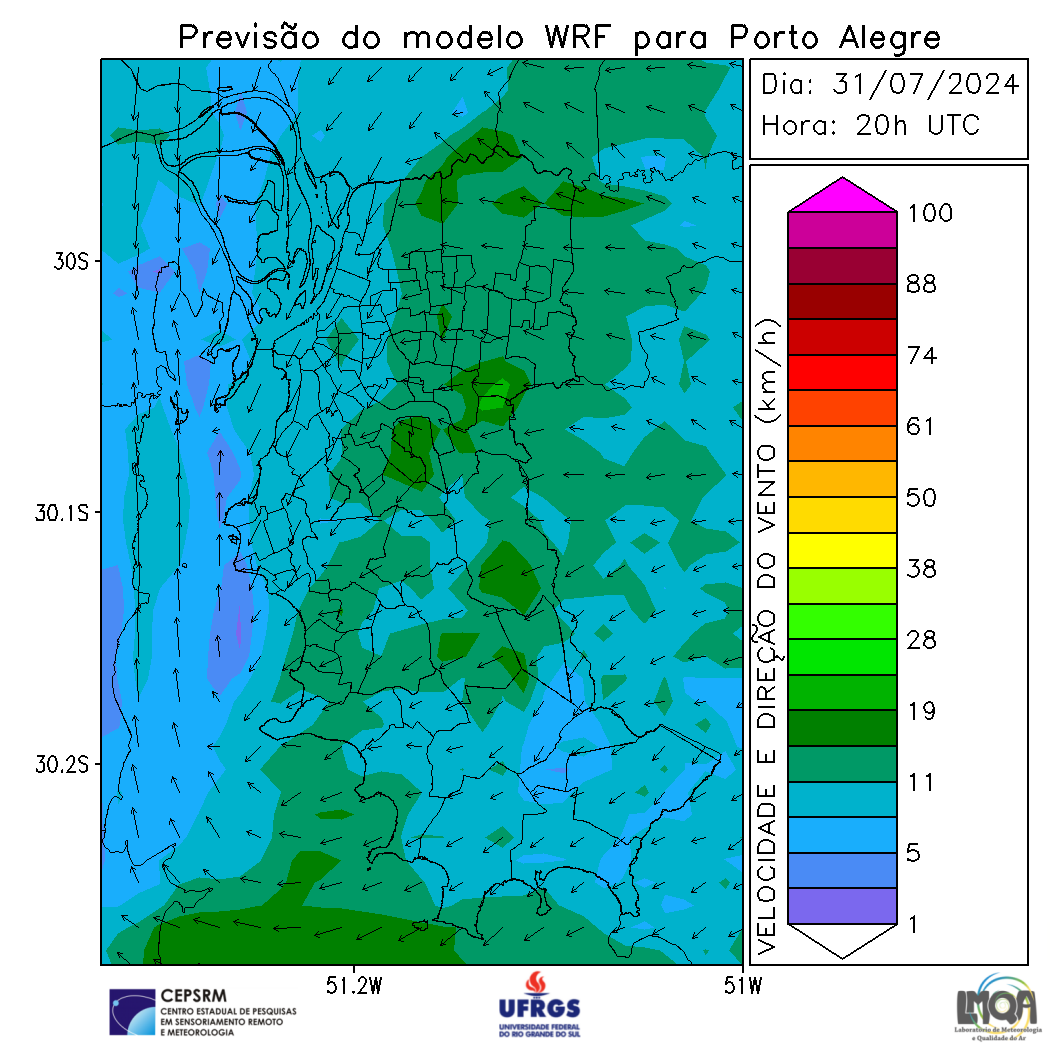 Previsão do modelo WRF para Porto Alegre
Dia: 31/07/2024
Hora: 20h UTC
30S
30.1S
30.2S
51.2W
51W
VELOCIDADE E DIREÇÃO DO VENTO (km/h)
100
88
74
61
50
38
28
19
11
5
1
CEPSRM
CENTRO ESTADUAL DE PESQUISAS
EM SENSORIAMENTO REMOTO
E METEOROLOGIA
UFRGS
UNIVERSIDADE FEDERAL
DO RIO GRANDE DO SUL
LMQA
Laboratório de Meteorologia
e Qualidade do Ar